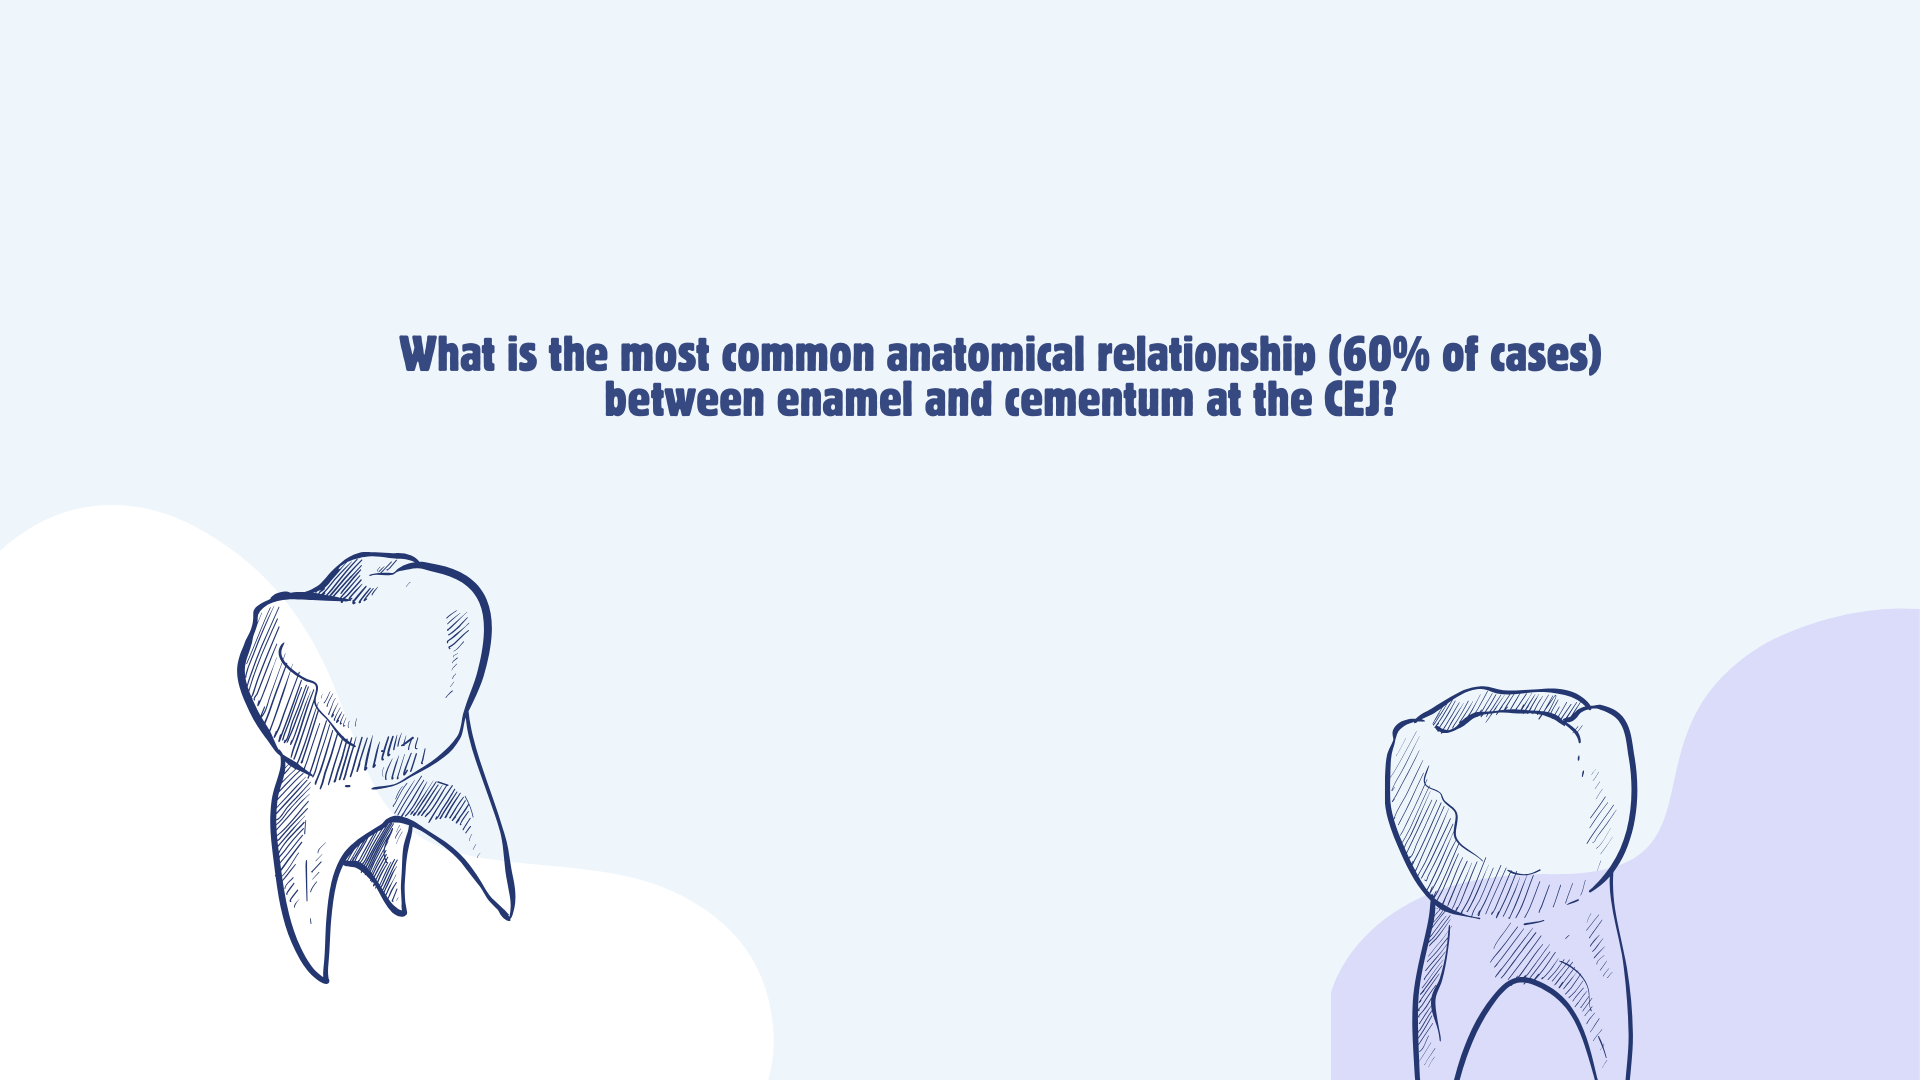 What is the most common anatomical relationship (60% of cases)
between enamel and cementum at the CEJ?